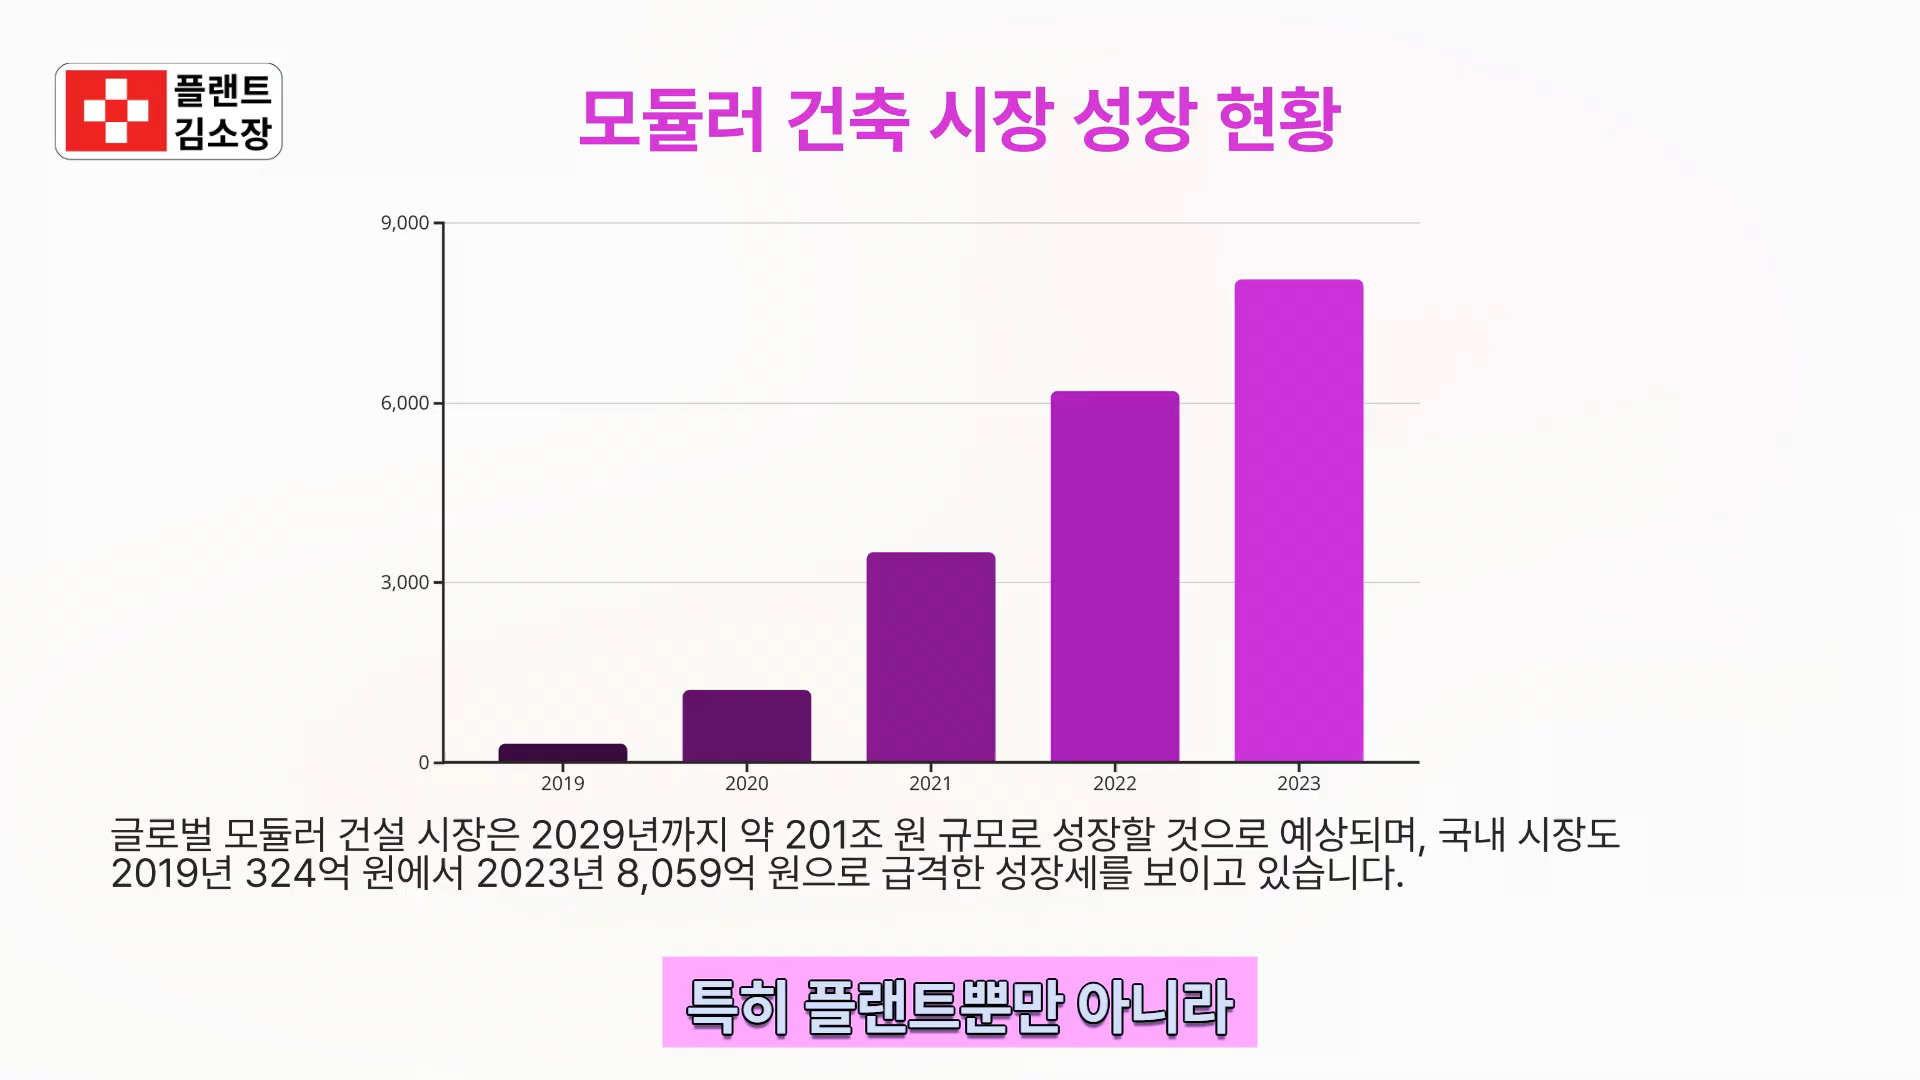 플랜트
김소장
모듈러 건축 시장 성장 현황
9,000
6,000
3,000
0
2019
2020
2021
2022
2023
글로벌 모듈러 건설 시장은 2029년까지 약 201조 원 규모로 성장할 것으로 예상되며, 국내 시장도
2019년 324억 원에서 2023년 8,059억 원으로 급격한 성장세를 보이고 있습니다.
특히 플랜트뿐만 아니라